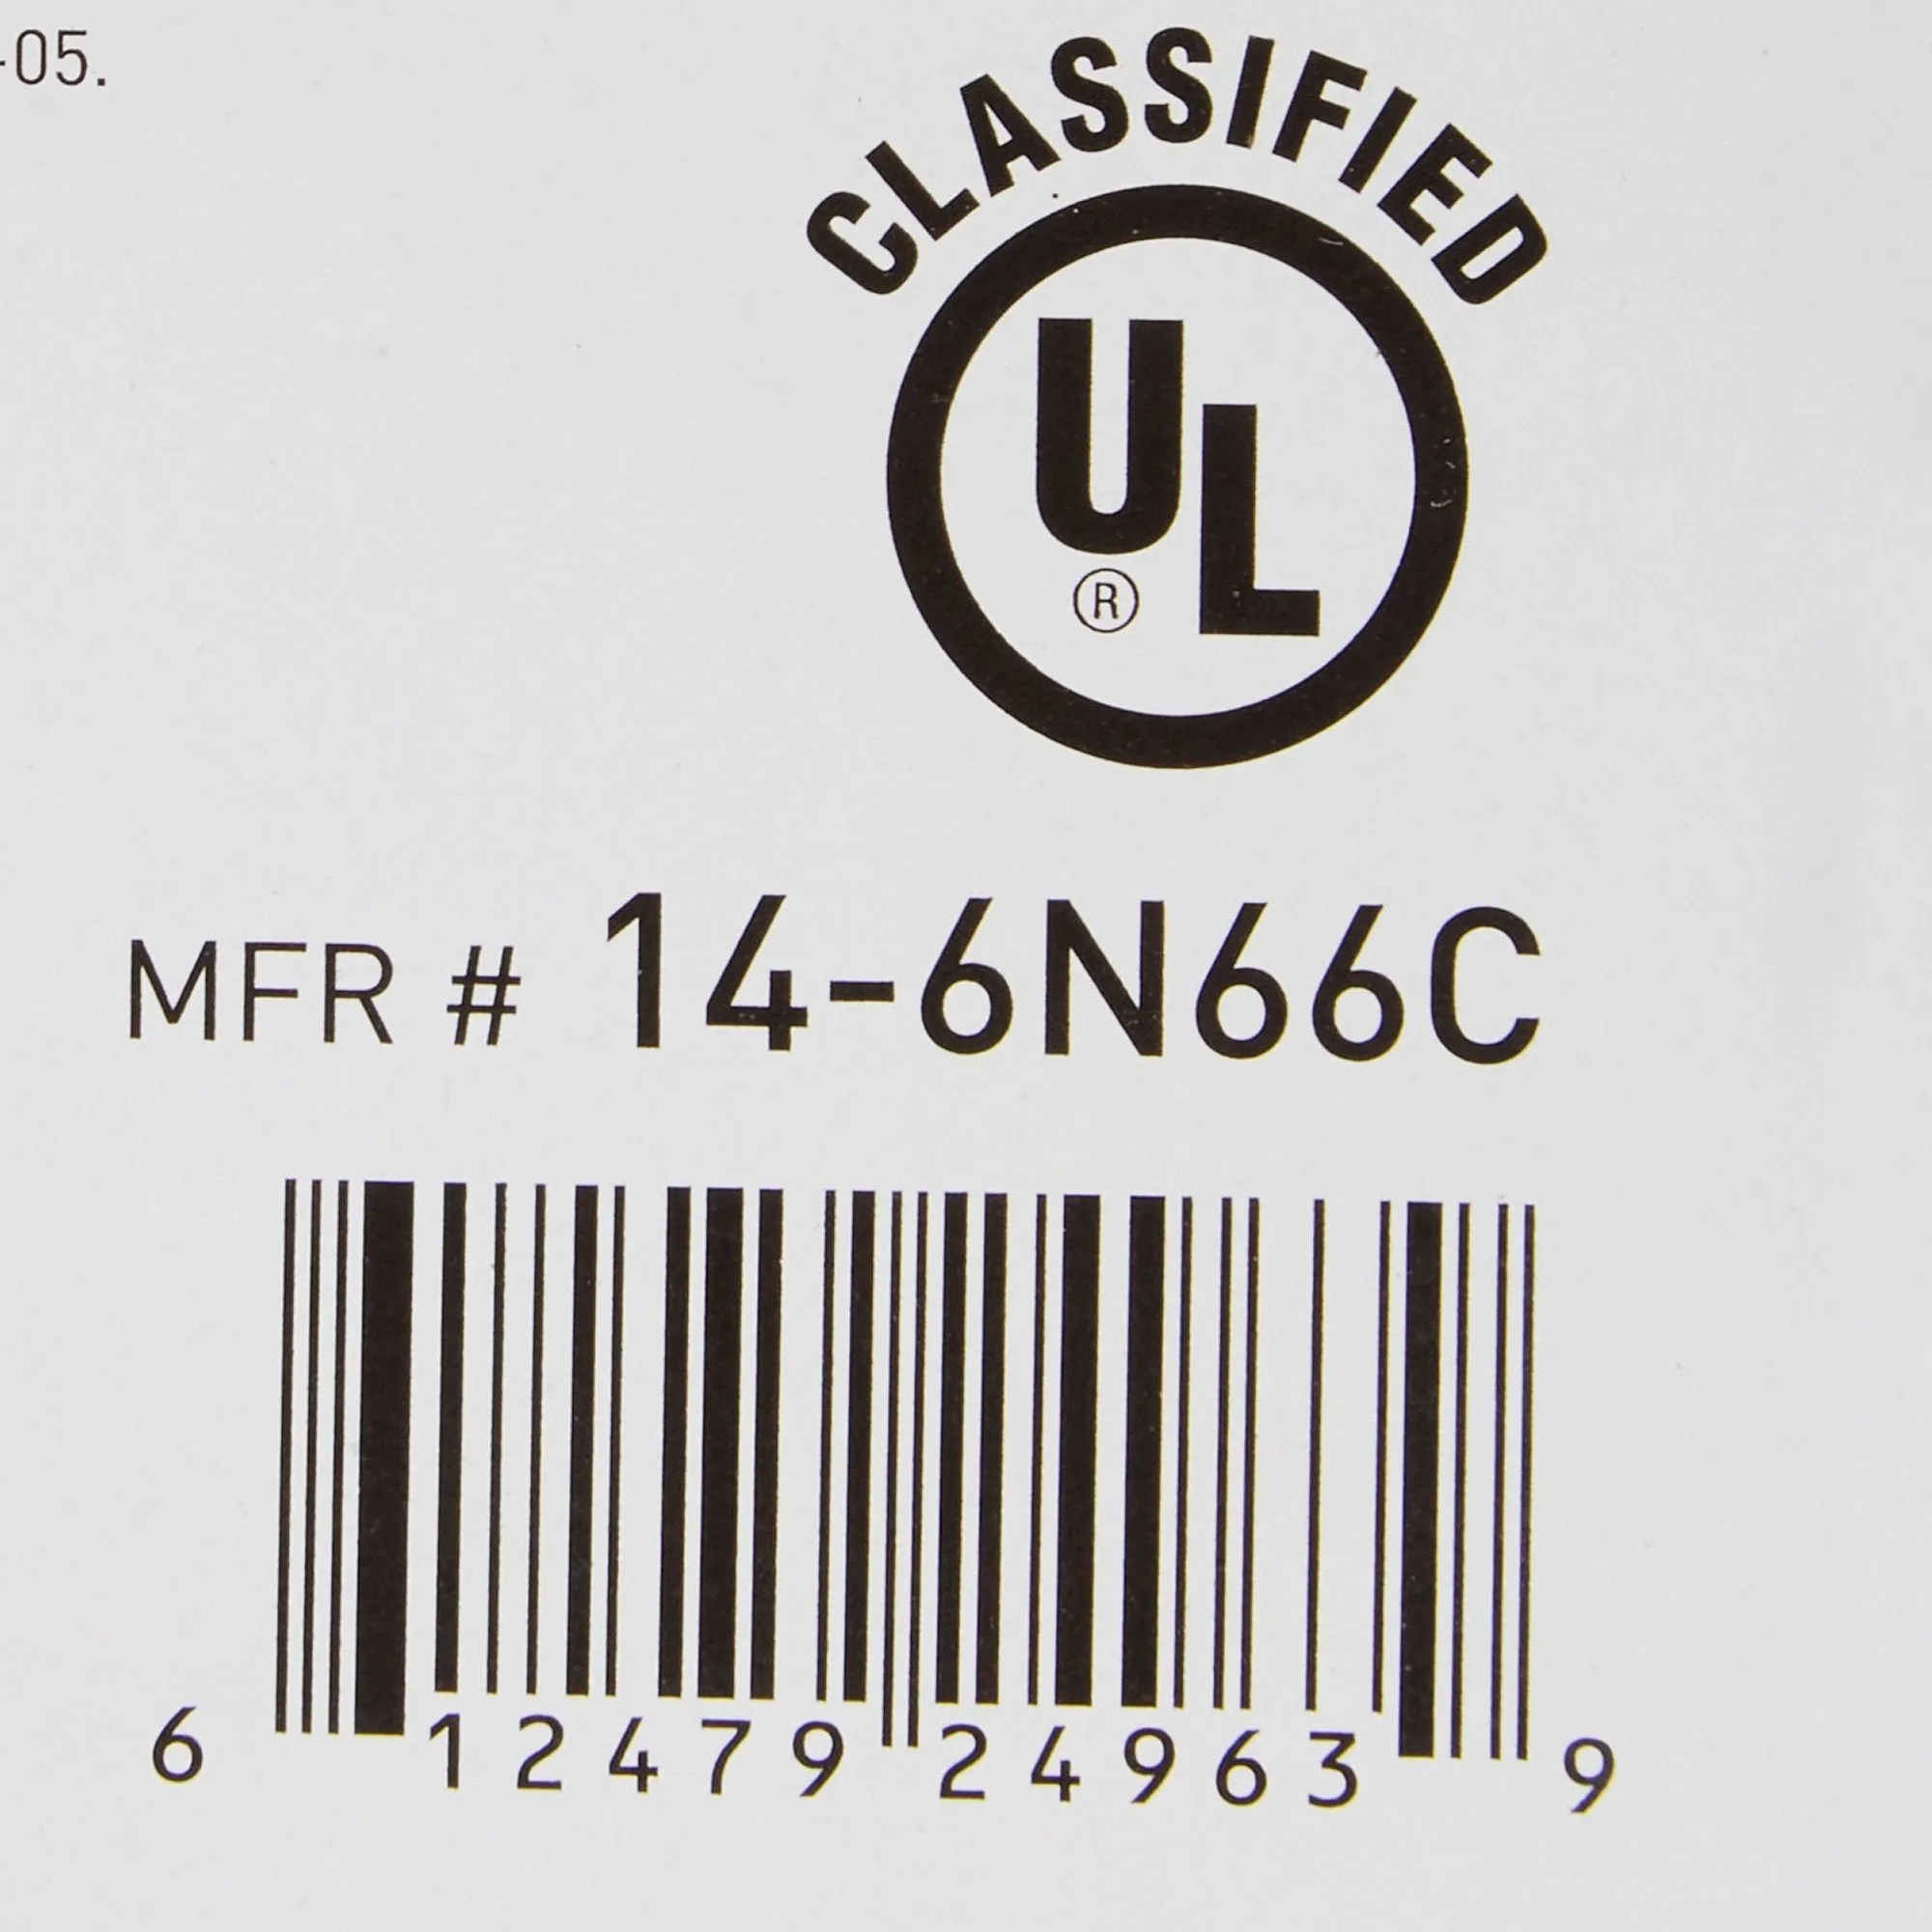 -05.
CLASSIFIED
UL
®
MFR # 14-6N66C
6 12479 24963 9